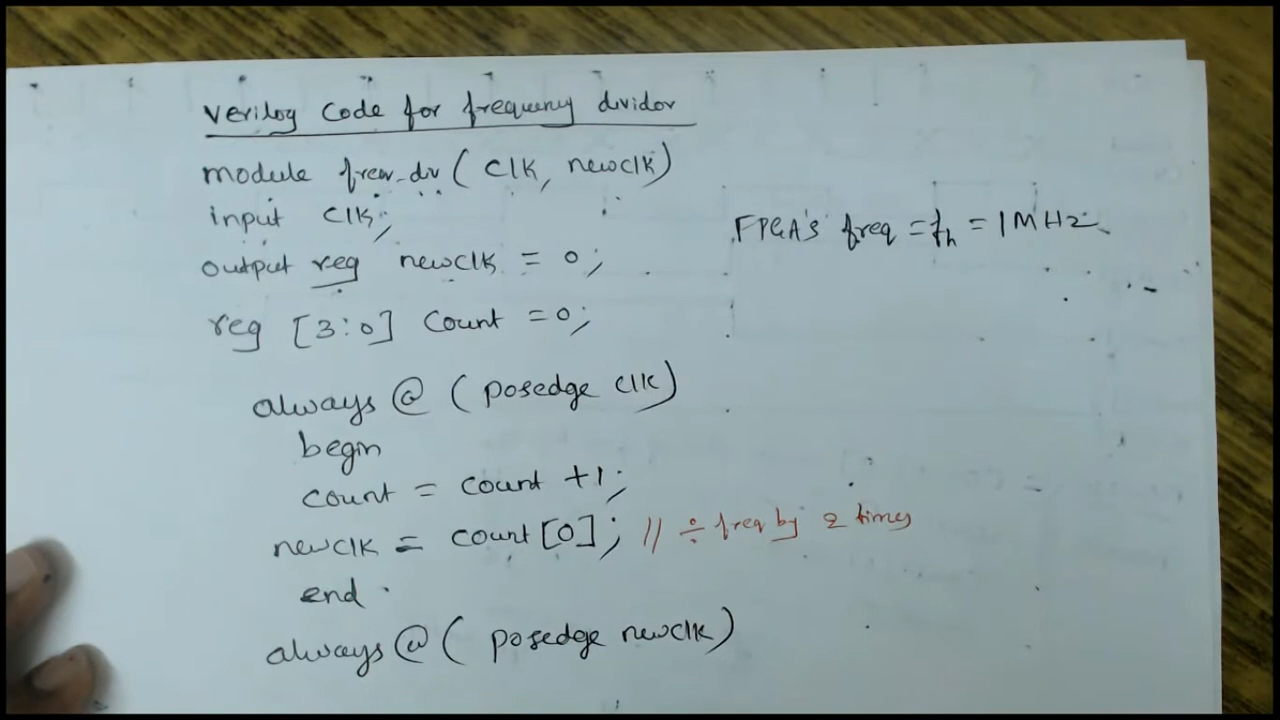 Verilog Code for frequency dividor
module freq_div ( clk, newclk)
input clk;
output reg newclk = 0;
FPGA's freq = fh = 1MHz
reg [3:0] Count = 0;
always @ ( posedge clk)
begin
count = count +1;
newclk = count [0]; // ÷ freq by 2 times
end
always @ ( posedge newclk)